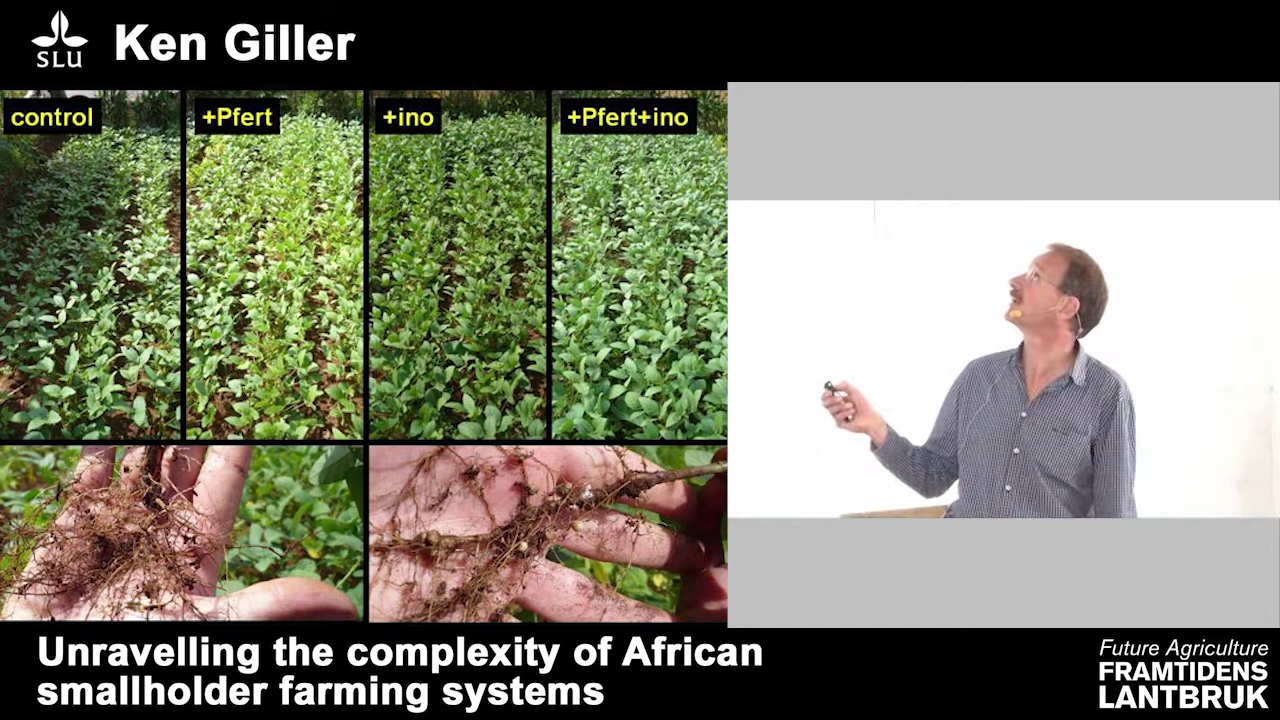 SLU
Ken Giller
control
+Pfert
+ino
+Pfert+ino
Unravelling the complexity of African
smallholder farming systems
Future Agriculture
FRAMTIDENS
LANTBRUK